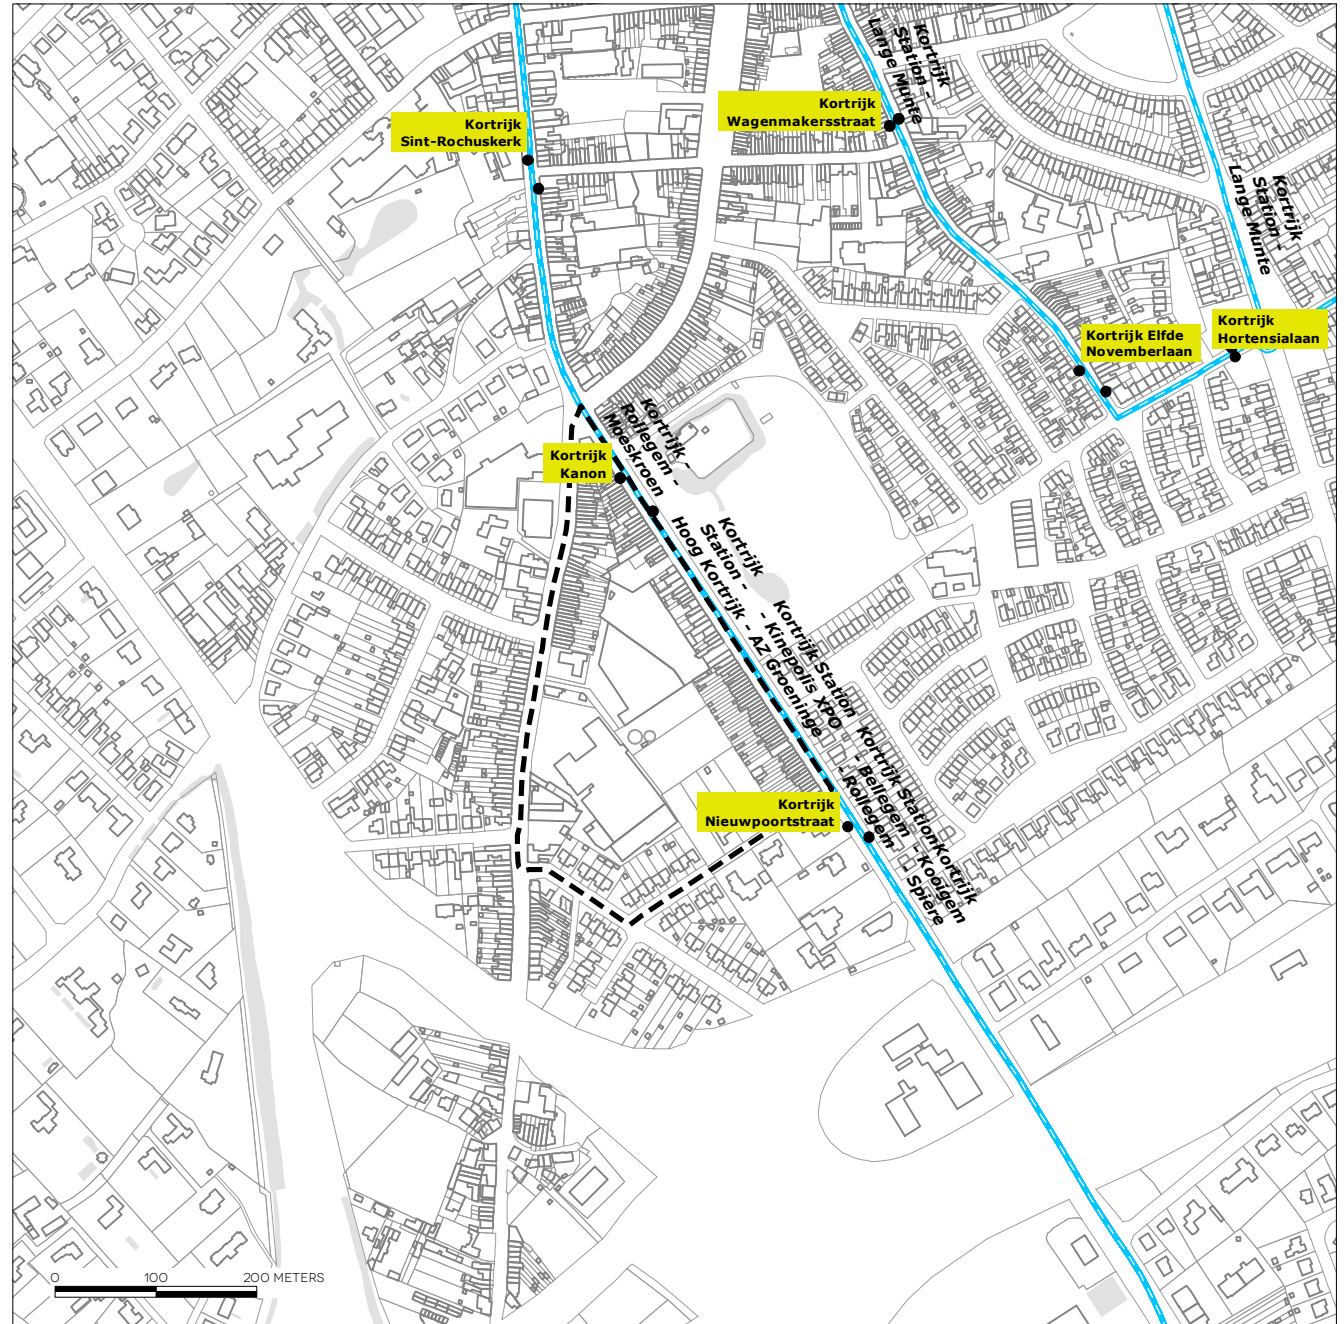 Kortrijk
Station -
Lange Munte
Kortrijk
Wagenmakersstraat
Kortrijk
Sint-Rochuskerk
Kortrijk
Station -
Lange Munte
Kortrijk
Hortensialaan
Kortrijk Elfde
Novemberlaan
Kortrijk -
Rollegem -
Moeskroen
Kortrijk
Kanon
Kortrijk
Station -
Hoog Kortrijk - AZ Groeninge
Kortrijk Station
- Kinepolis XPO
Kortrijk Station
- Bellegem
- Rollegem
Kortrijk
- Kooigem
- Spiere
Kortrijk
Nieuwpoortstraat
0 100 200 METERS